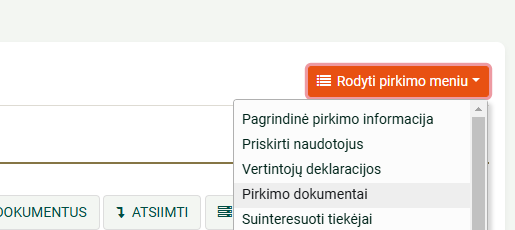 Rodyti pirkimo meniu
Pagrindinė pirkimo informacija
Priskirti naudotojus
Vertintojų deklaracijos
Pirkimo dokumentai
Suinteresuoti tiekėjai
DOKUMENTUS
ATSIIMTI